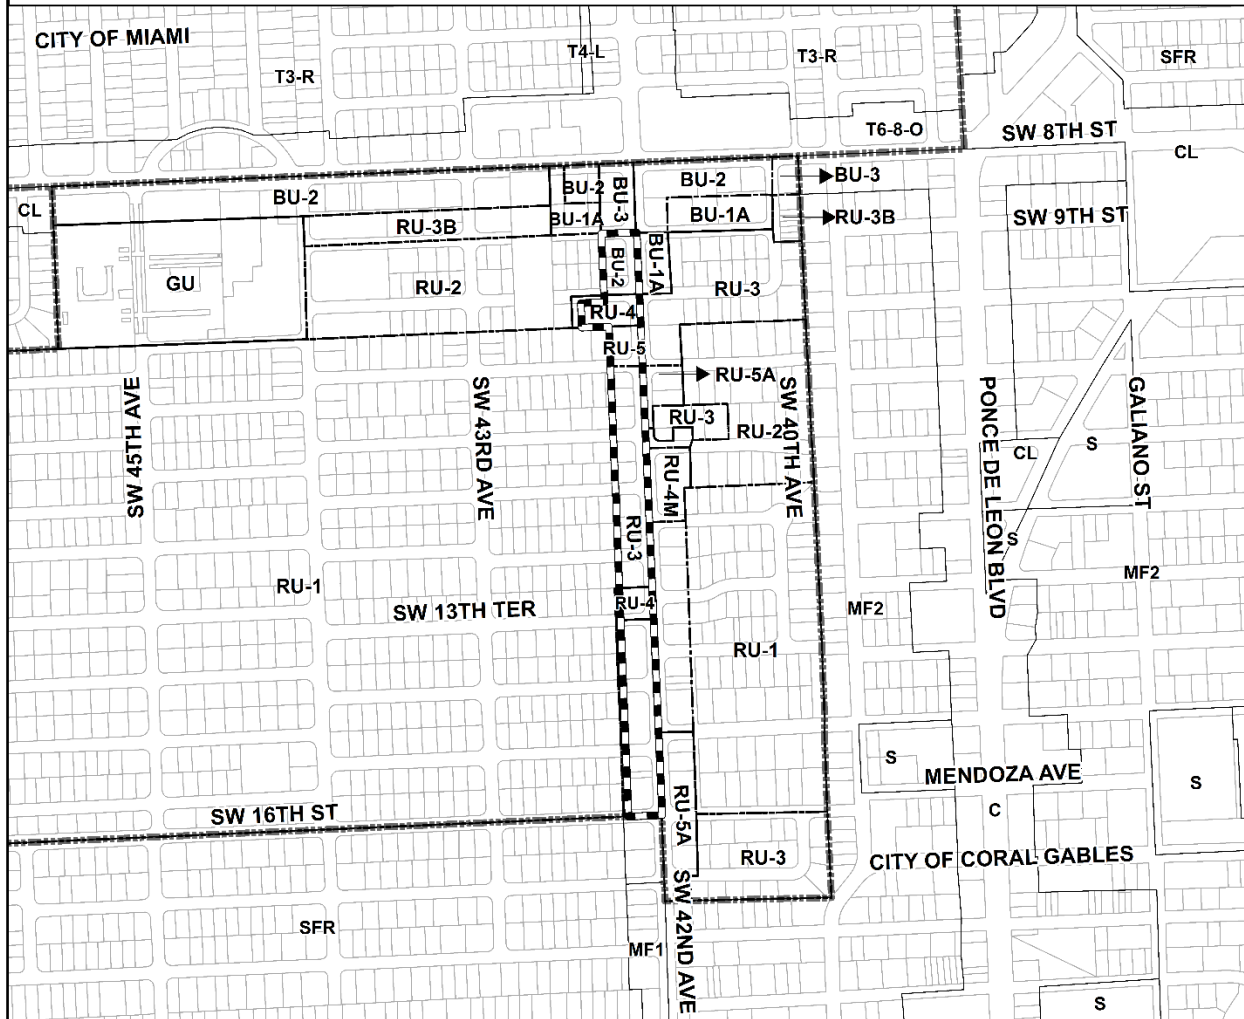 CITY OF MIAMI
T4-L
T3-R
SFR
T3-R
T6-8-O
SW 8TH ST
CL
BU-2
BU-3
BU-2
BU-3
BU-2
CL
BU-1A
BU-1A
RU-3B
SW 9TH ST
RU-3B
BU-2
BU-1A
GU
RU-2
RU-3
RU-4
RU-5
RU-5A
SW 45TH AVE
SW 43RD AVE
SW 40TH AVE
PONCE DE LEON BLVD
GALIANO ST
RU-3
RU-2
CL
S
RU-4M
RU-3
S
MF2
RU-1
SW 13TH TER
RU-4
MF2
RU-1
S
MENDOZA AVE
S
SW 16TH ST
RU-5A
C
RU-3
CITY OF CORAL GABLES
SFR
MF1
SW 42ND AVE
S